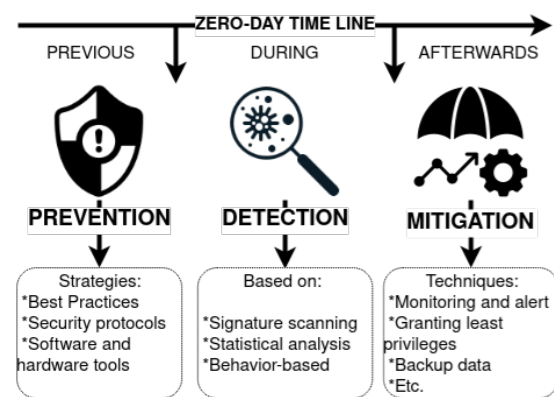 ZERO-DAY TIME LINE
PREVIOUS
DURING
AFTERWARDS
PREVENTION
DETECTION
MITIGATION
Strategies:
*Best Practices
*Security protocols
*Software and
hardware tools
Based on:
*Signature scanning
*Statistical analysis
*Behavior-based
Techniques:
*Monitoring and alert
*Granting least
privileges
*Backup data
*Etc.